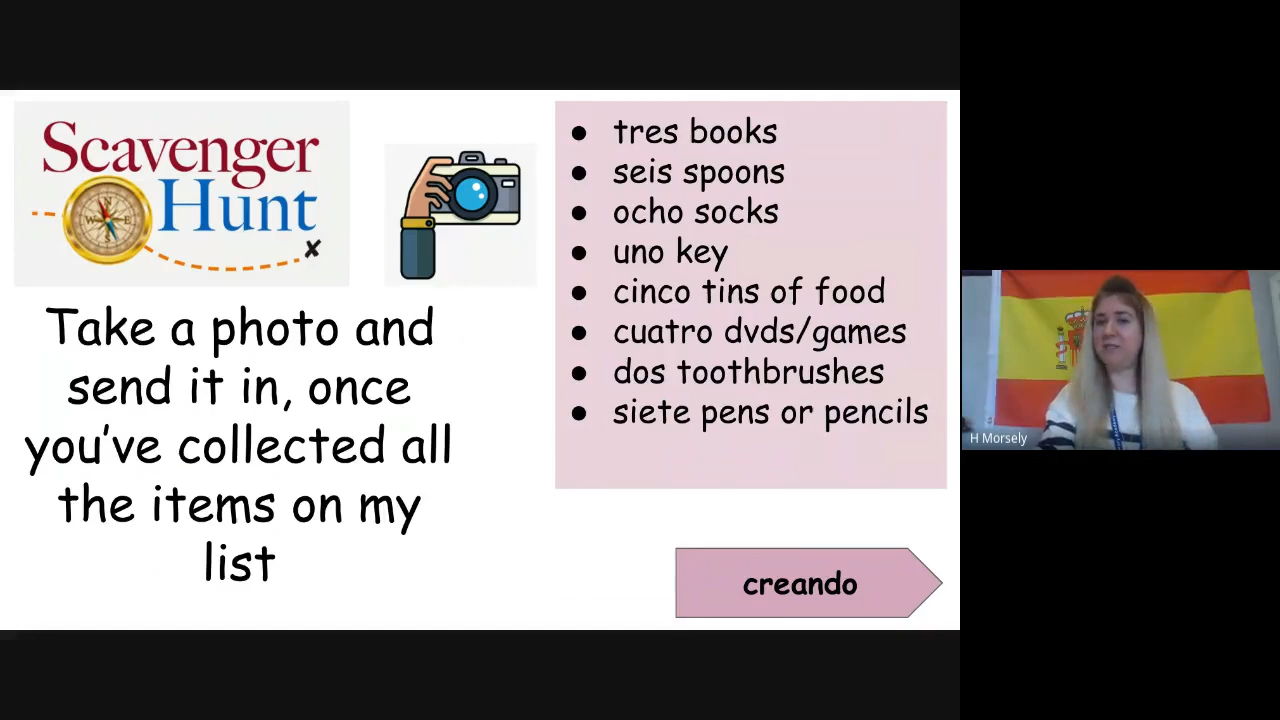 Scavenger
Hunt
N
W E
Take a photo and
send it in, once
you've collected all
the items on my
list
● tres books
● seis spoons
● ocho socks
● uno key
● cinco tins of food
● cuatro dvds/games
● dos toothbrushes
● siete pens or pencils
creando
H Morsely